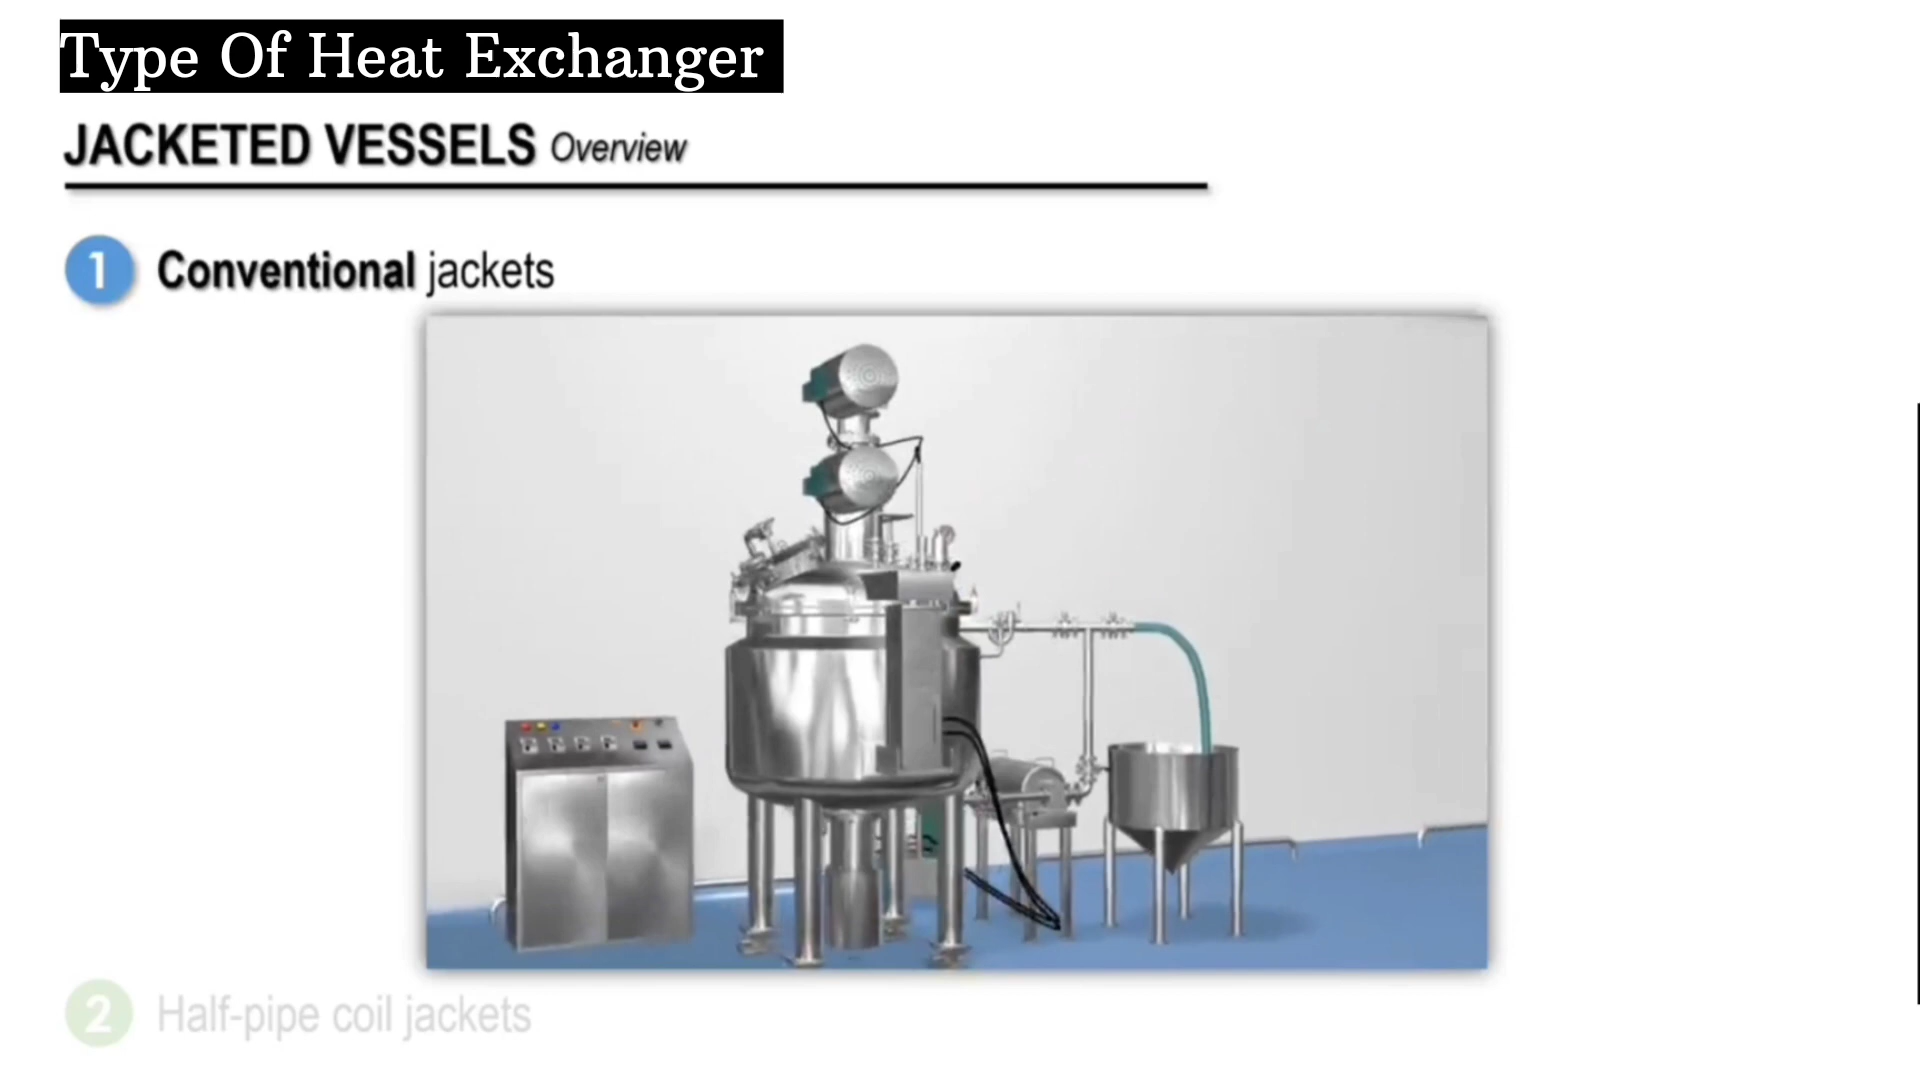 Type Of Heat Exchanger
JACKETED VESSELS Overview
1 Conventional jackets
2 Half-pipe coil jackets